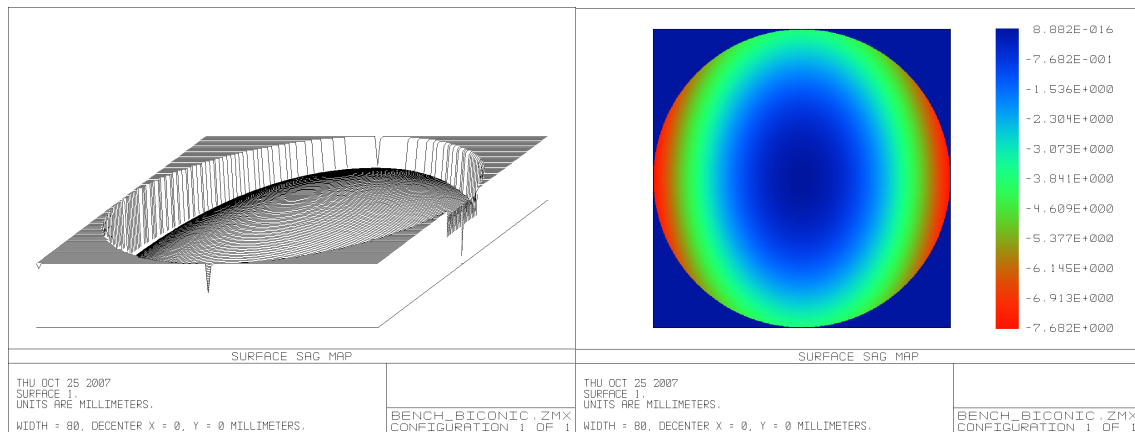 8.882E-016
-7.682E-001
-1.536E+000
-2.304E+000
-3.073E+000
-3.841E+000
-4.609E+000
-5.377E+000
-6.145E+000
-6.913E+000
-7.682E+000
SURFACE SAG MAP
THU OCT 25 2007
SURFACE 1.
UNITS ARE MILLIMETERS.
WIDTH = 80, DECENTER X = 0, Y = 0 MILLIMETERS.
BENCH_BICONIC.ZMX
CONFIGURATION 1 OF 1
SURFACE SAG MAP
THU OCT 25 2007
SURFACE 1.
UNITS ARE MILLIMETERS.
WIDTH = 80, DECENTER X = 0, Y = 0 MILLIMETERS.
BENCH_BICONIC.ZMX
CONFIGURATION 1 OF 1